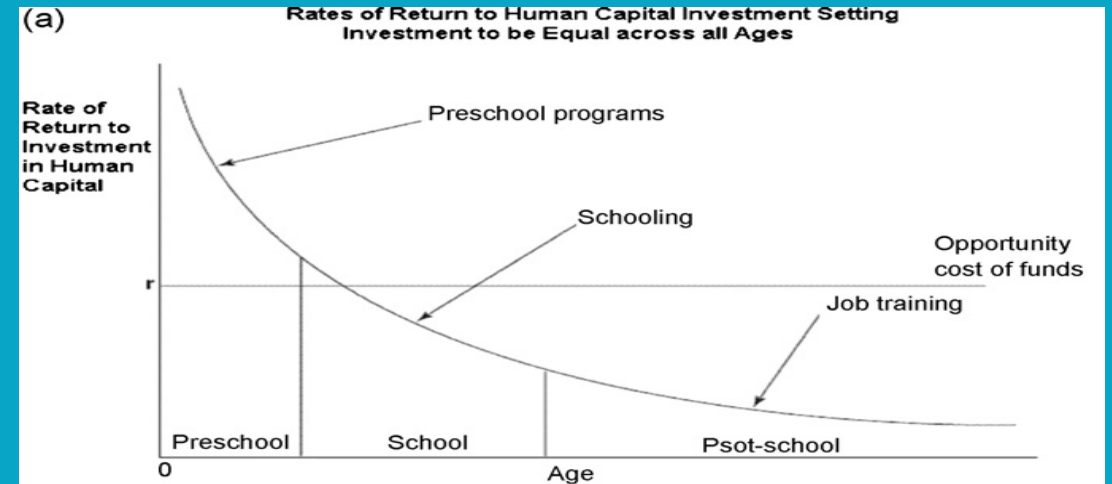 (a)
Rates of Return to Human Capital Investment Setting
Investment to be Equal across all Ages
Rate of
Return to
Investment
in Human
Capital
Preschool programs
Schooling
Opportunity
cost of funds
r
Job training
Preschool
School
Psot-school
0
Age